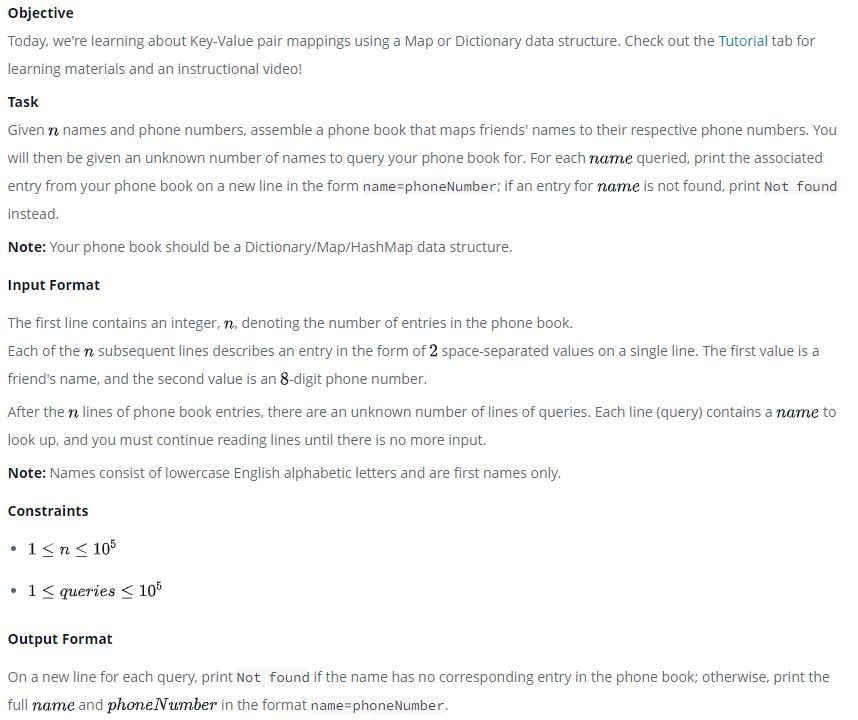 Objective
Today, we're learning about Key-Value pair mappings using a Map or Dictionary data structure. Check out the Tutorial tab for
learning materials and an instructional video!
Task
Given n names and phone numbers, assemble a phone book that maps friends' names to their respective phone numbers. You
will then be given an unknown number of names to query your phone book for. For each name queried, print the associated
entry from your phone book on a new line in the form name=phoneNumber; if an entry for name is not found, print Not found
instead.
Note: Your phone book should be a Dictionary/Map/HashMap data structure.
Input Format
The first line contains an integer, n, denoting the number of entries in the phone book.
Each of the n subsequent lines describes an entry in the form of 2 space-separated values on a single line. The first value is a
friend's name, and the second value is an 8-digit phone number.
After the n lines of phone book entries, there are an unknown number of lines of queries. Each line (query) contains a name to
look up, and you must continue reading lines until there is no more input.
Note: Names consist of lowercase English alphabetic letters and are first names only.
Constraints
• 1 ≤ n ≤ 10⁵
• 1 ≤ queries ≤ 10⁵
Output Format
On a new line for each query, print Not found if the name has no corresponding entry in the phone book; otherwise, print the
full name and phoneNumber in the format name=phoneNumber.